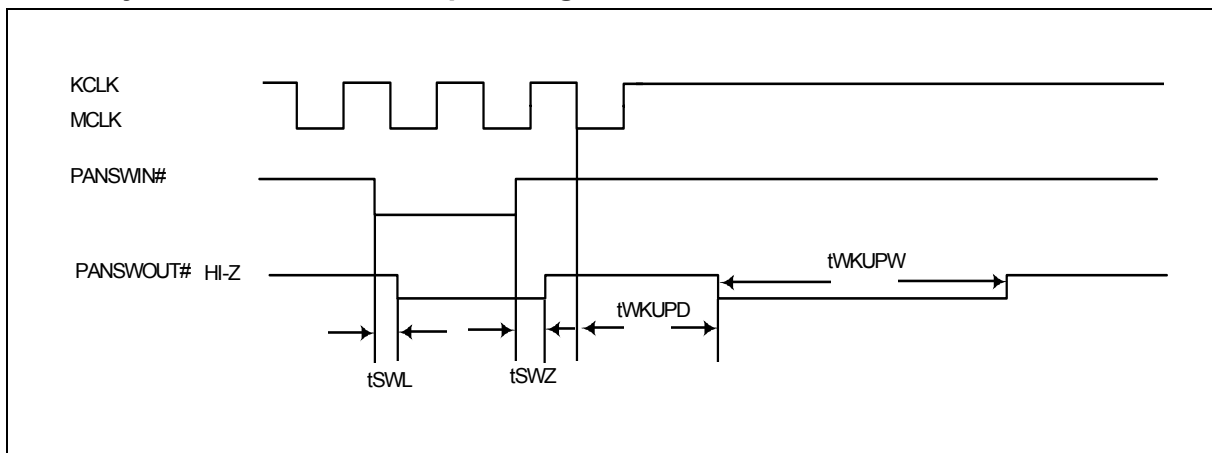 KCLK
MCLK
PANSWIN#
PANSWOUT# HI-Z
tWKUPW
tWKUPD
tSWL
tSWZ